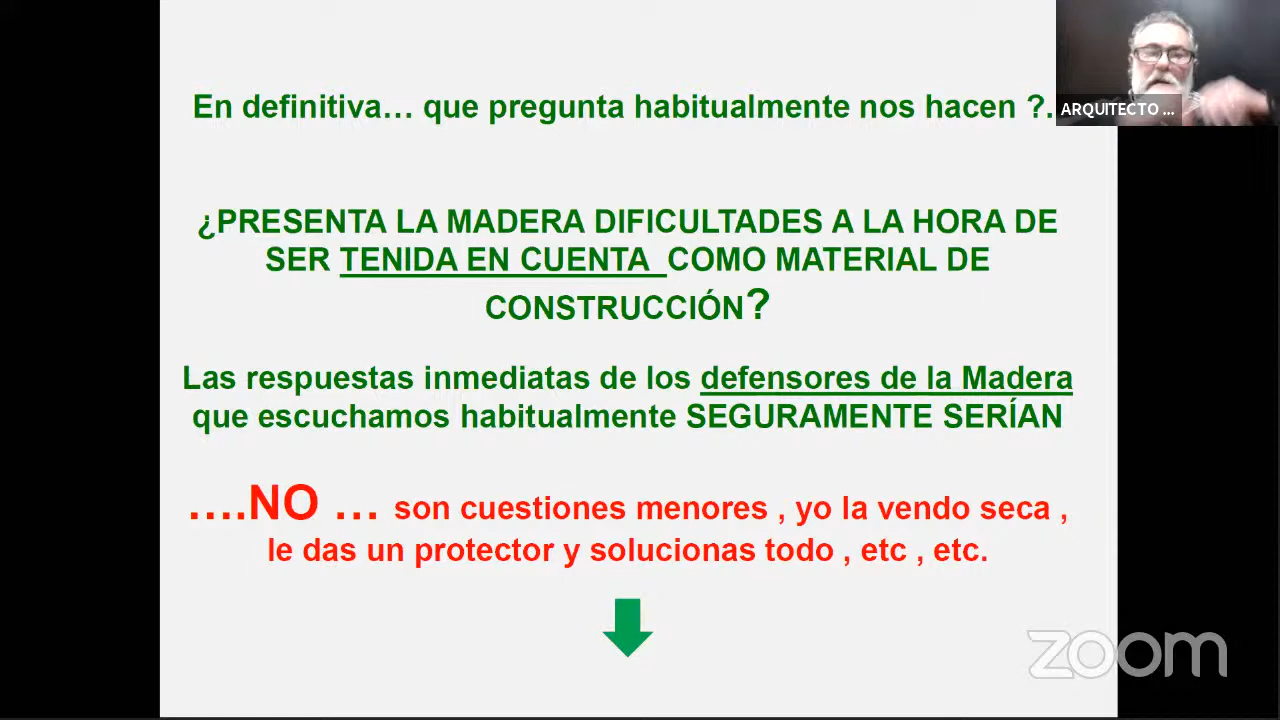 En definitiva… que pregunta habitualmente nos hacen ?.
ARQUITECTO ...
¿PRESENTA LA MADERA DIFICULTADES A LA HORA DE
SER TENIDA EN CUENTA COMO MATERIAL DE
CONSTRUCCIÓN?
Las respuestas inmediatas de los defensores de la Madera
que escuchamos habitualmente SEGURAMENTE SERÍAN
….NO … son cuestiones menores , yo la vendo seca ,
le das un protector y solucionas todo , etc , etc.
zoom